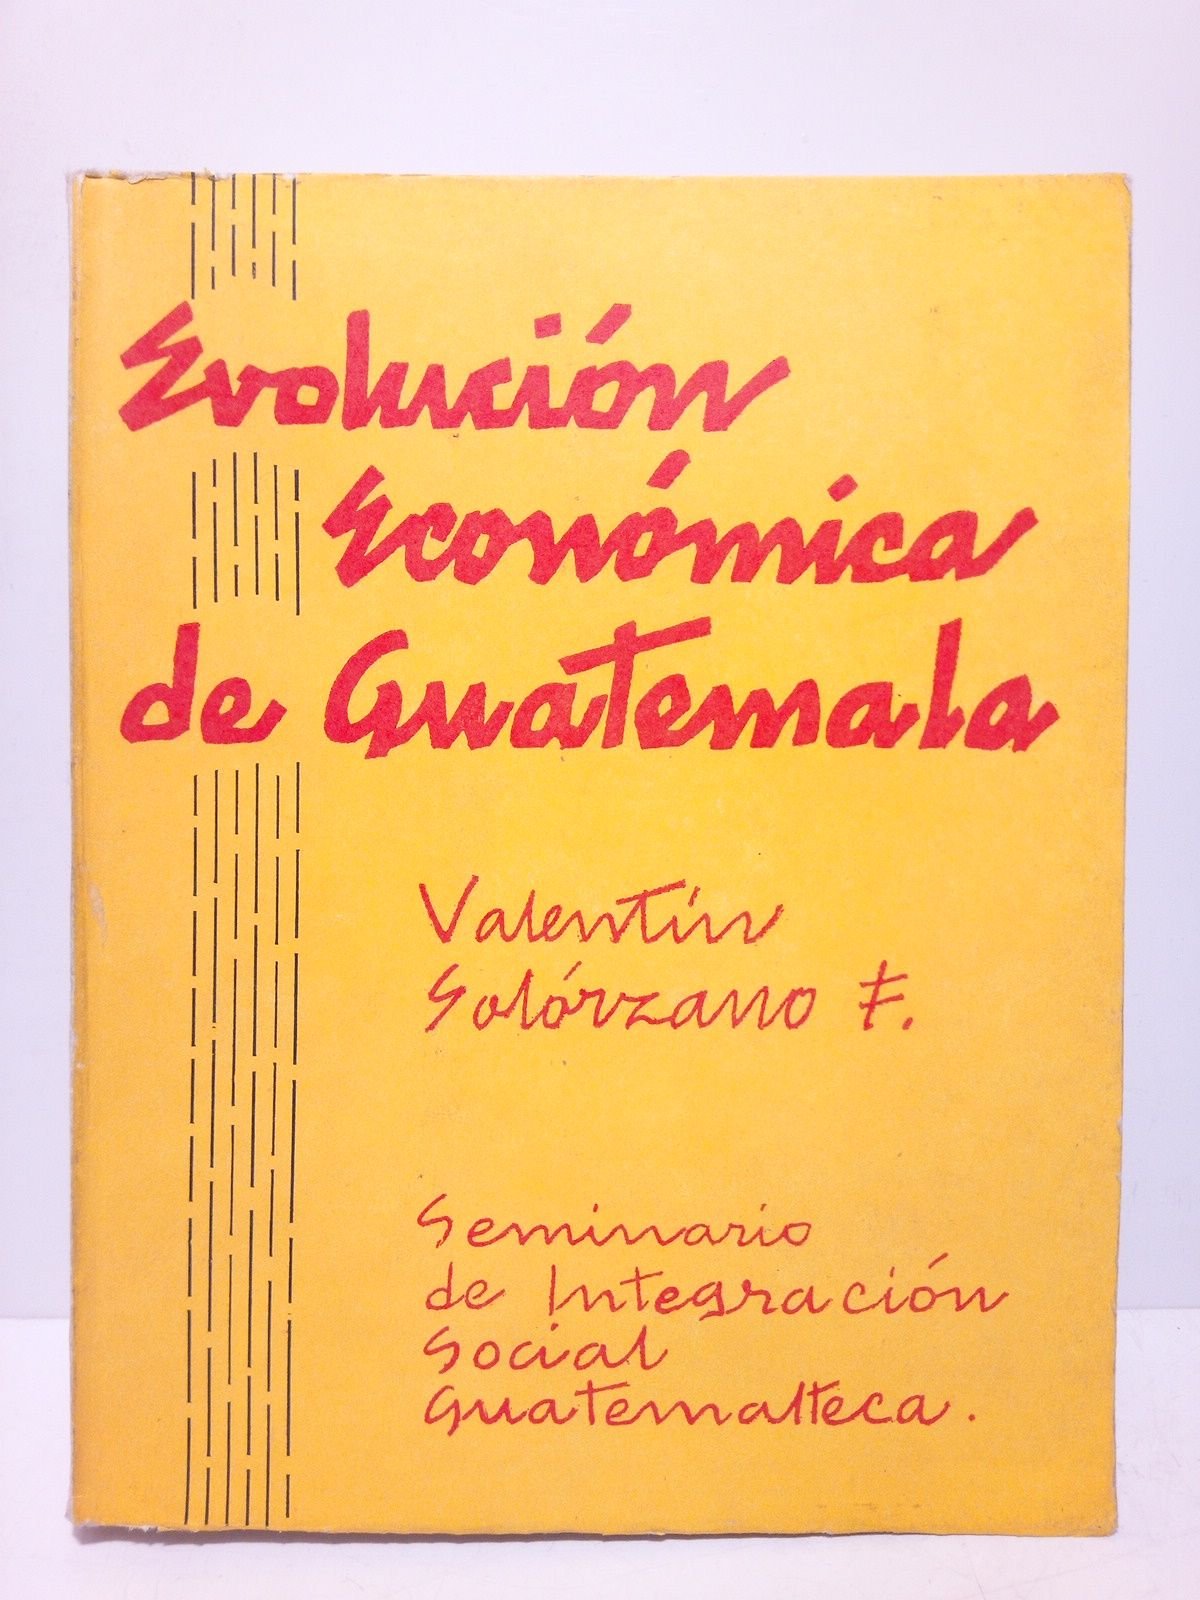 Evolución
Económica
de Guatemala
Valentín
Solórzano F.
Seminario
de Integración
Social
Guatemalteca.